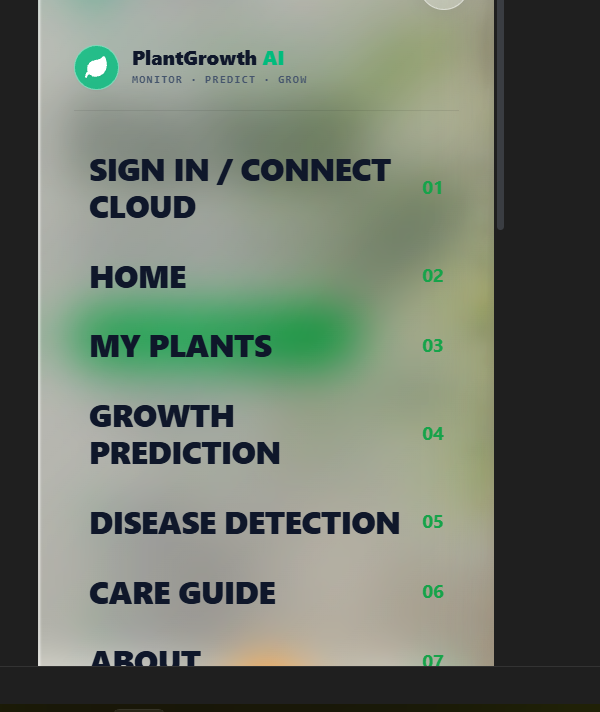 PlantGrowth AI
MONITOR · PREDICT · GROW
SIGN IN / CONNECT
CLOUD
01
HOME
02
MY PLANTS
03
GROWTH
PREDICTION
04
DISEASE DETECTION
05
CARE GUIDE
06
ABOUT
07